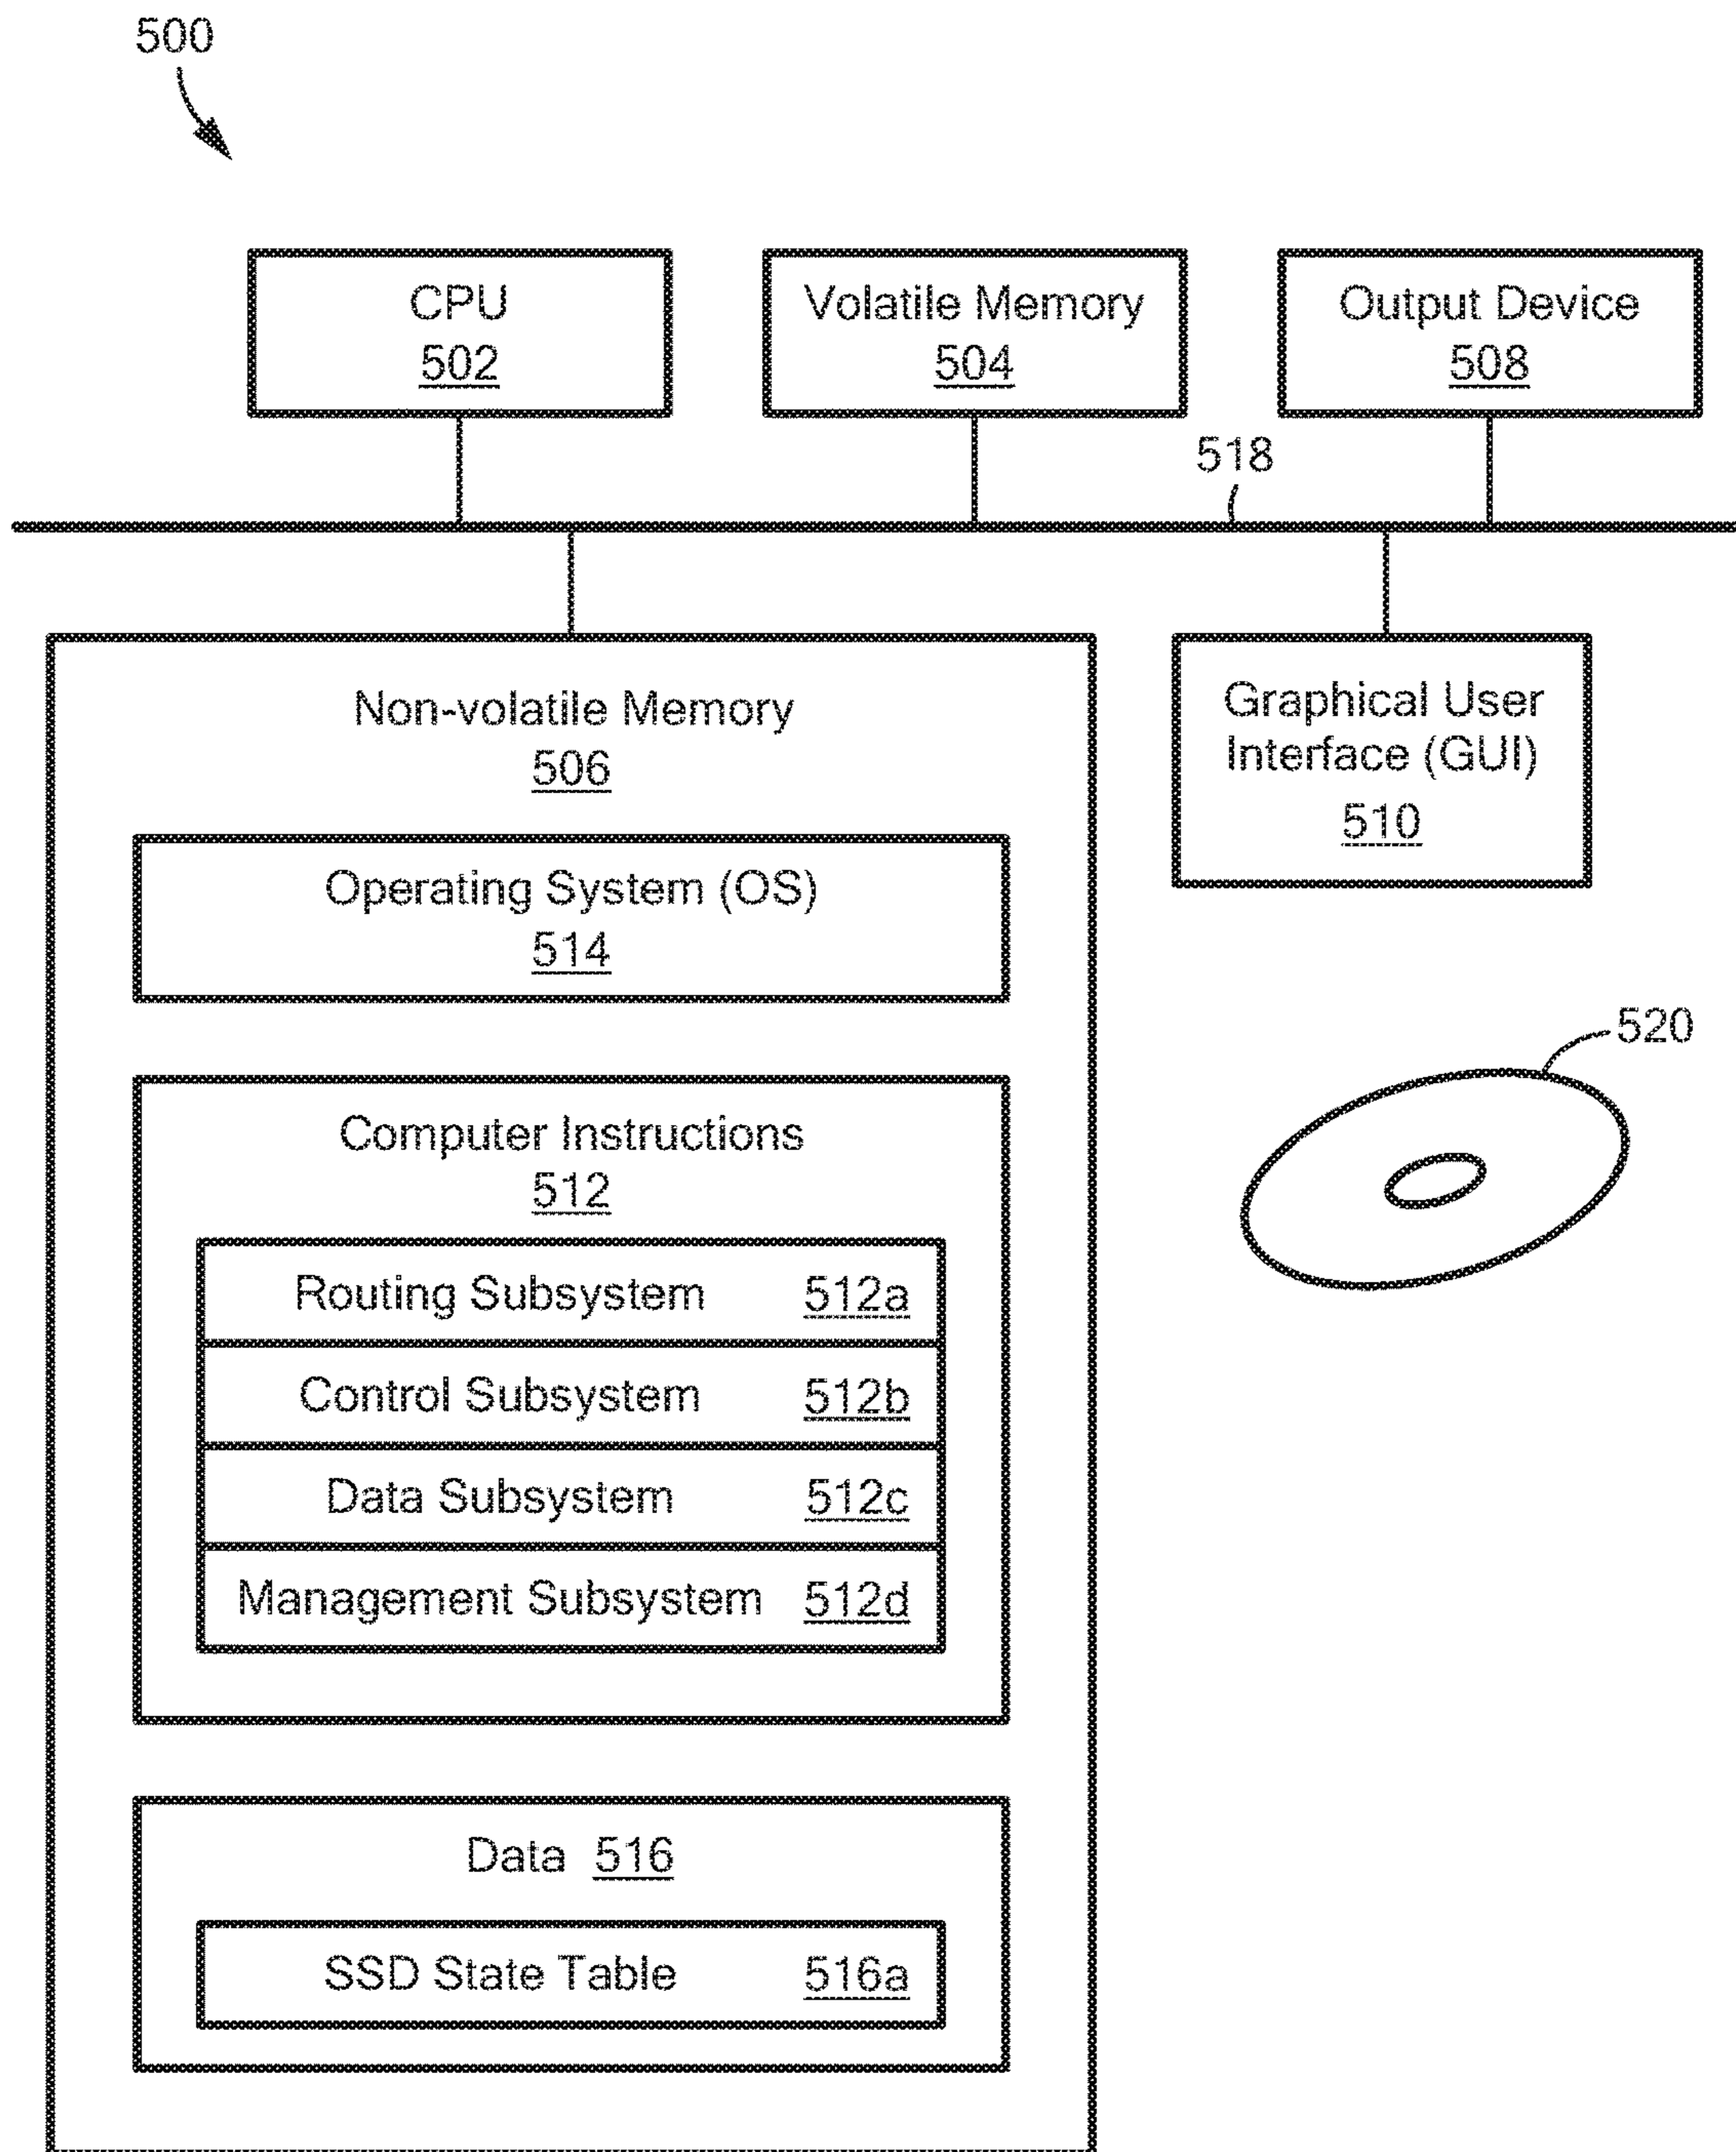 500
CPU
502
Volatile Memory
504
Output Device
508
518
Non-volatile Memory
506
Graphical User
Interface (GUI)
510
Operating System (OS)
514
520
Computer Instructions
512
Routing Subsystem 512a
Control Subsystem 512b
Data Subsystem 512c
Management Subsystem 512d
Data 516
SSD State Table 516a